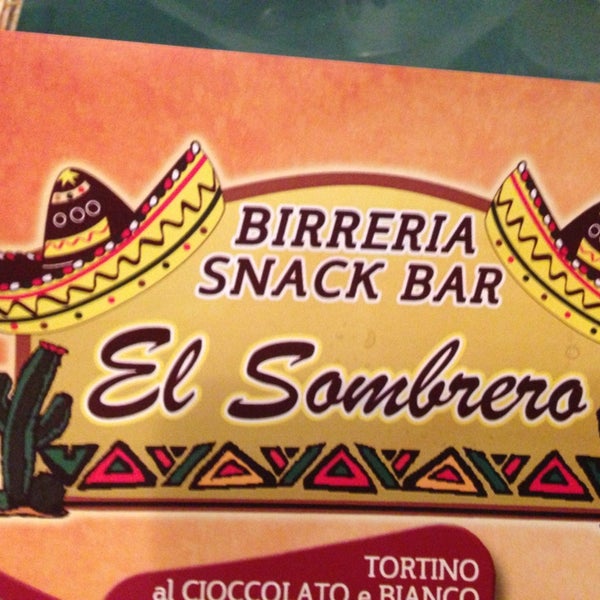 BIRRERIA
SNACK BAR
El Sombrero
TORTINO
al CIOCCOLATO e BIANCO